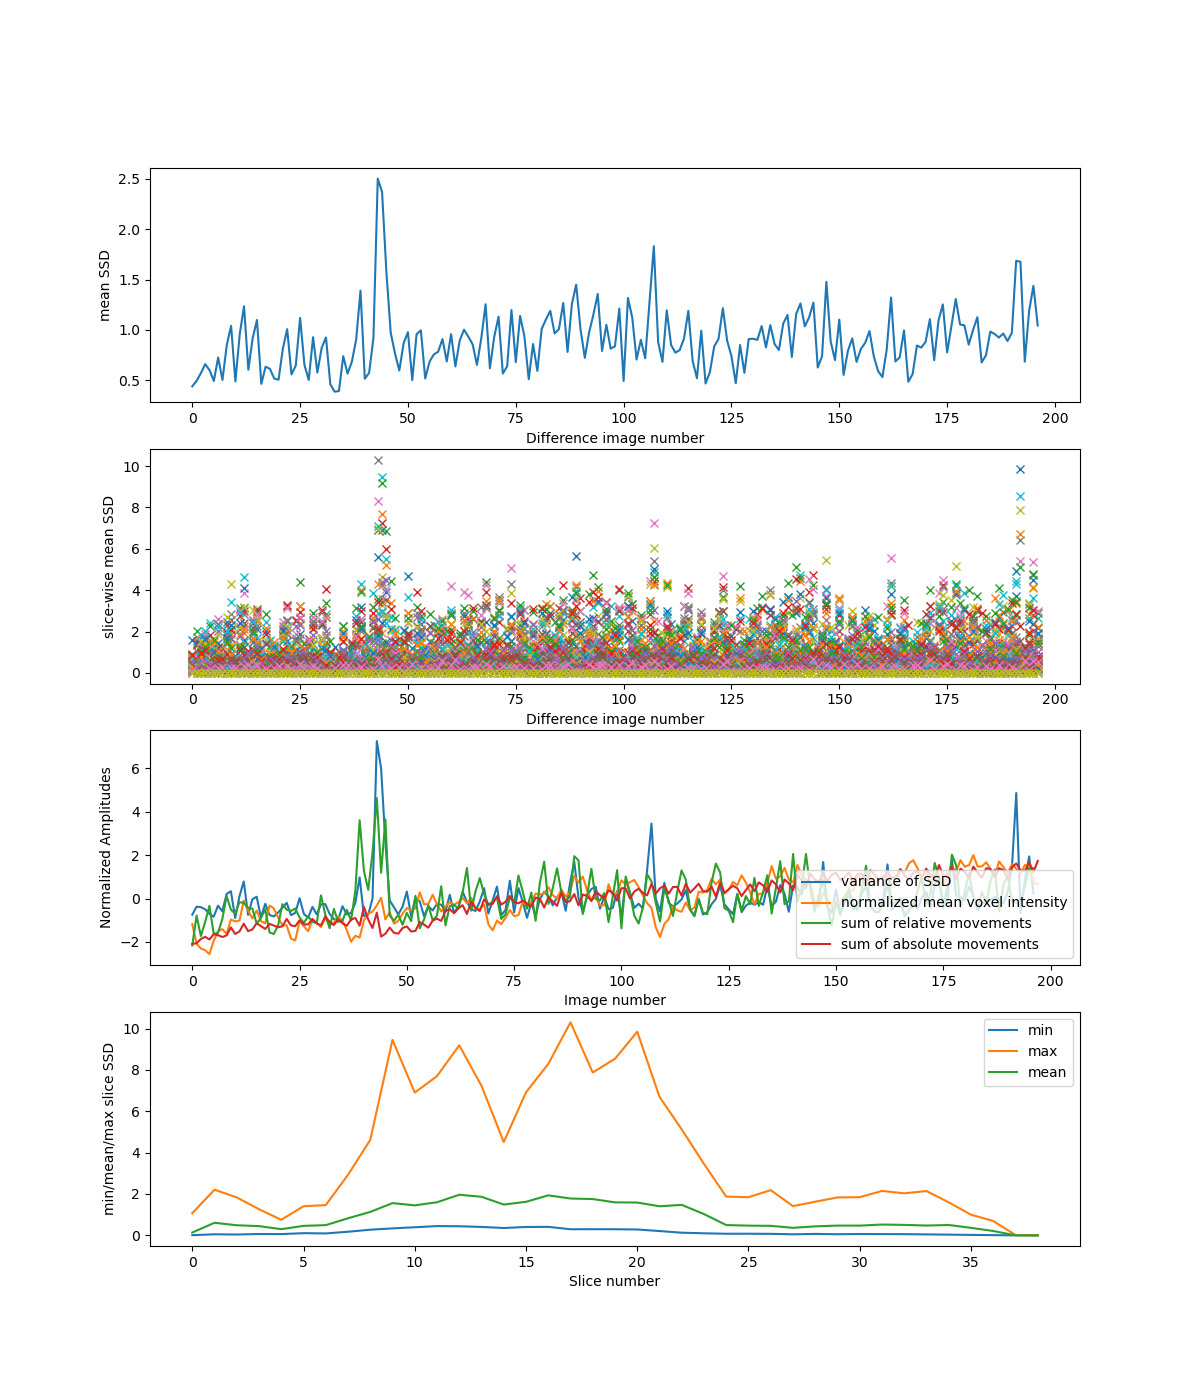 mean SSD
2.5
2.0
1.5
1.0
0.5
0 25 50 75 100 125 150 175 200
Difference image number
slice-wise mean SSD
10
8
6
4
2
0
0 25 50 75 100 125 150 175 200
Difference image number
Normalized Amplitudes
6
4
2
0
−2
variance of SSD
normalized mean voxel intensity
sum of relative movements
sum of absolute movements
0 25 50 75 100 125 150 175 200
Image number
min/mean/max slice SSD
10
8
6
4
2
0
min
max
mean
0 5 10 15 20 25 30 35
Slice number